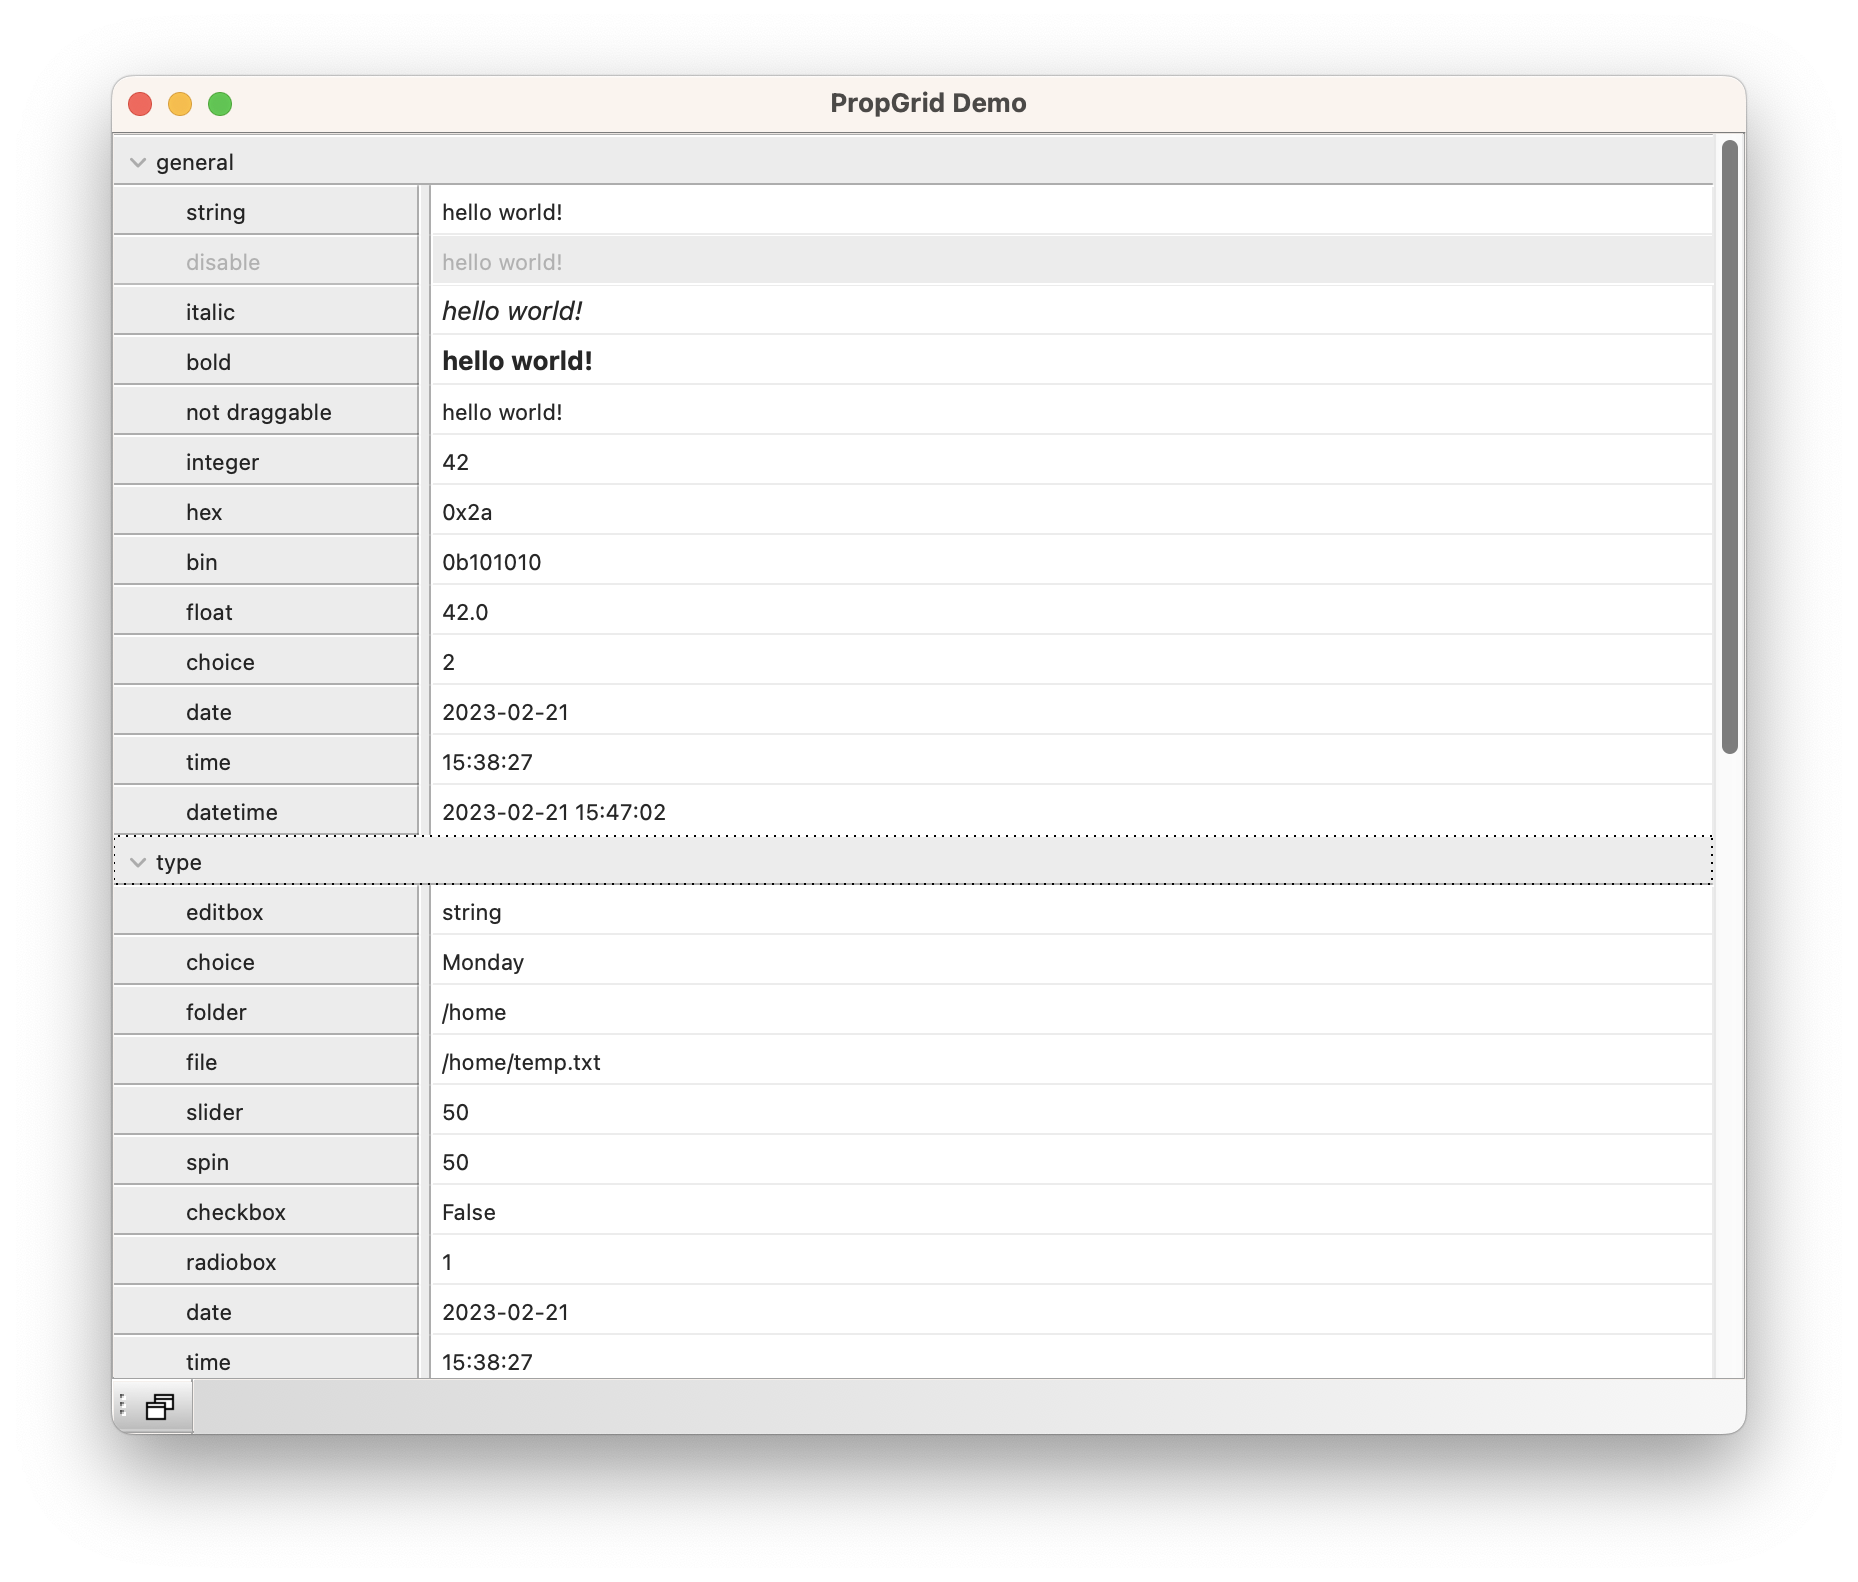 PropGrid Demo
general
string hello world!
disable hello world!
italic hello world!
bold hello world!
not draggable hello world!
integer 42
hex 0x2a
bin 0b101010
float 42.0
choice 2
date 2023-02-21
time 15:38:27
datetime 2023-02-21 15:47:02
type
editbox string
choice Monday
folder /home
file /home/temp.txt
slider 50
spin 50
checkbox False
radiobox 1
date 2023-02-21
time 15:38:27